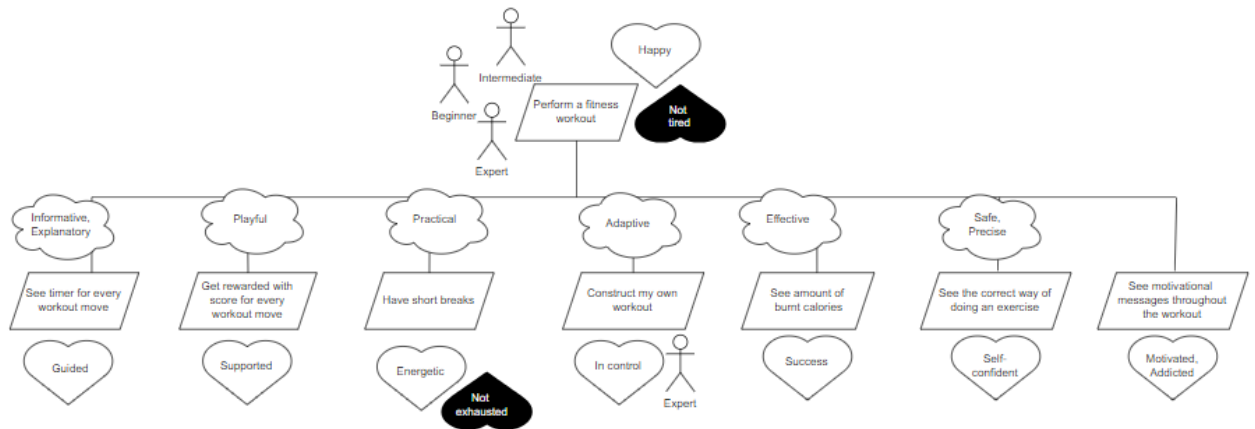 Happy
Intermediate
Beginner
Perform a fitness
workout
Not
tired
Expert
Informative,
Explanatory
Playful
Practical
Adaptive
Effective
Safe,
Precise
See timer for every
workout move
Get rewarded with
score for every
workout move
Have short breaks
Construct my own
workout
See amount of
burnt calories
See the correct way of
doing an exercise
See motivational
messages throughout
the workout
Guided
Supported
Energetic
Not
exhausted
In control
Expert
Success
Self-
confident
Motivated,
Addicted